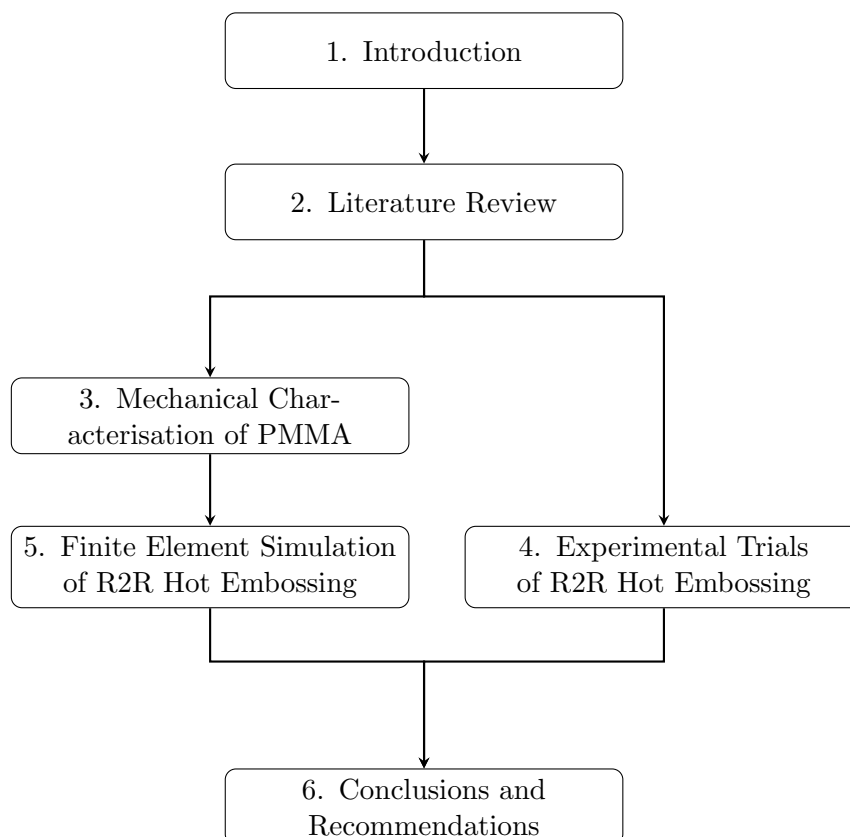 1. Introduction
2. Literature Review
3. Mechanical Char-
acterisation of PMMA
5. Finite Element Simulation
of R2R Hot Embossing
4. Experimental Trials
of R2R Hot Embossing
6. Conclusions and
Recommendations